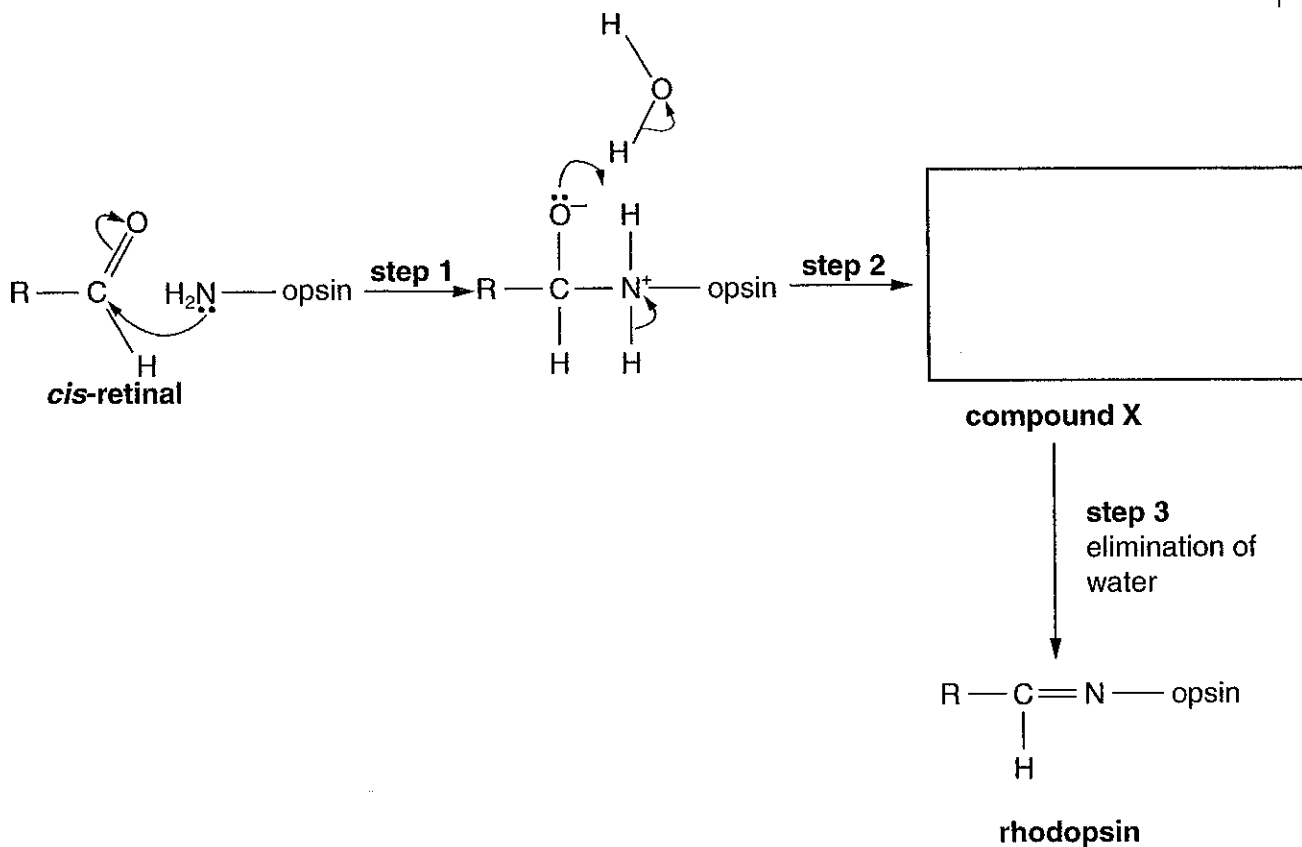 H
O
H
O
O–
H
R — C
H₂N — opsin
step 1
R — C — N⁺ — opsin
step 2
H
H
H
cis-retinal
compound X
step 3
elimination of
water
R — C = N — opsin
H
rhodopsin